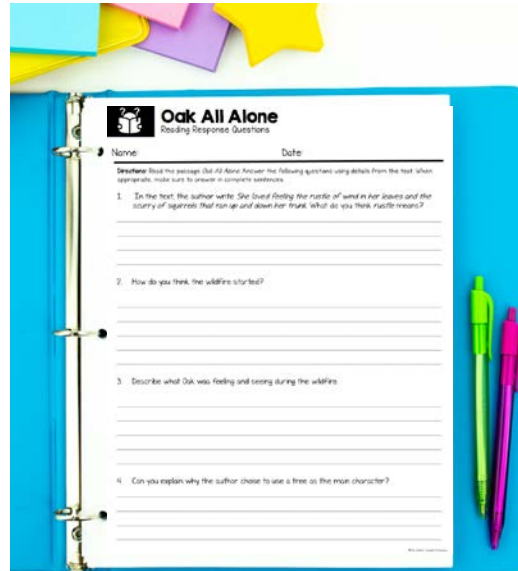 Oak All Alone
Reading Response Questions
Name: Date:
Directions: Read the passage Oak All Alone. Answer the following questions using details from the text. When
appropriate, make sure to answer in complete sentences.
1. In the text, the author write She loved feeling the rustle of wind in her leaves and the
scurry of squirrels that ran up and down her trunk. What do you think rustle means?
2. How do you think the wildfire started?
3. Describe what Oak was feeling and seeing during the wildfire.
4. Can you explain why the author chose to use a tree as the main character?